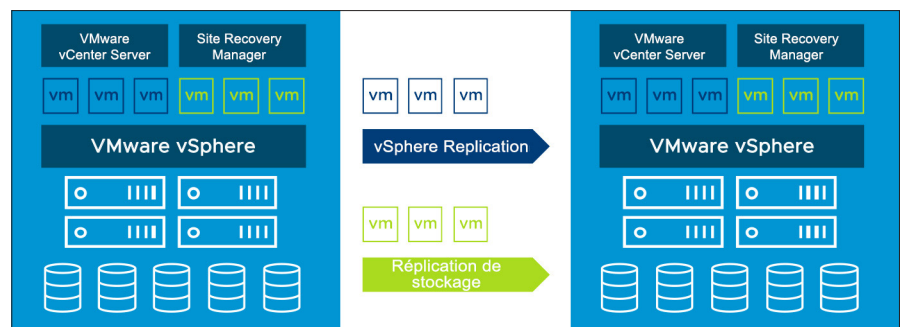 VMware
vCenter Server
Site Recovery
Manager
vm vm vm vm vm vm
VMware vSphere
vm vm vm
vSphere Replication
vm vm vm
Réplication de
stockage
VMware
vCenter Server
Site Recovery
Manager
vm vm vm vm vm vm
VMware vSphere